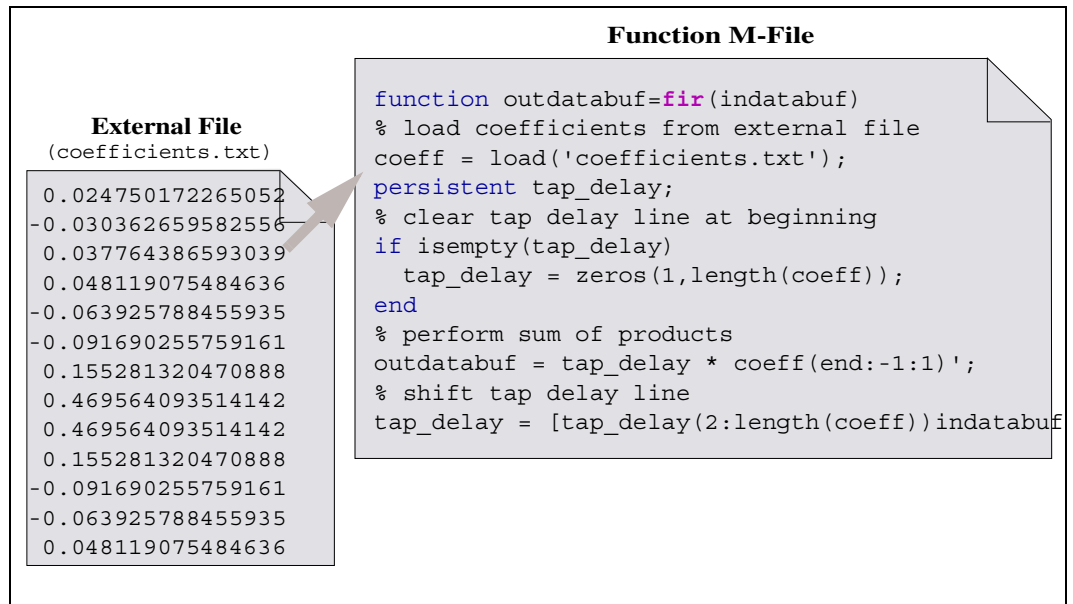 External File
(coefficients.txt)
0.024750172265052
-0.030362659582556
0.037764386593039
0.048119075484636
-0.063925788455935
-0.091690255759161
0.155281320470888
0.469564093514142
0.469564093514142
0.155281320470888
-0.091690255759161
-0.063925788455935
0.048119075484636
Function M-File
function outdatabuf=fir(indatabuf)
% load coefficients from external file
coeff = load('coefficients.txt');
persistent tap_delay;
% clear tap delay line at beginning
if isempty(tap_delay)
  tap_delay = zeros(1,length(coeff));
end
% perform sum of products
outdatabuf = tap_delay * coeff(end:-1:1)';
% shift tap delay line
tap_delay = [tap_delay(2:length(coeff))indatabuf